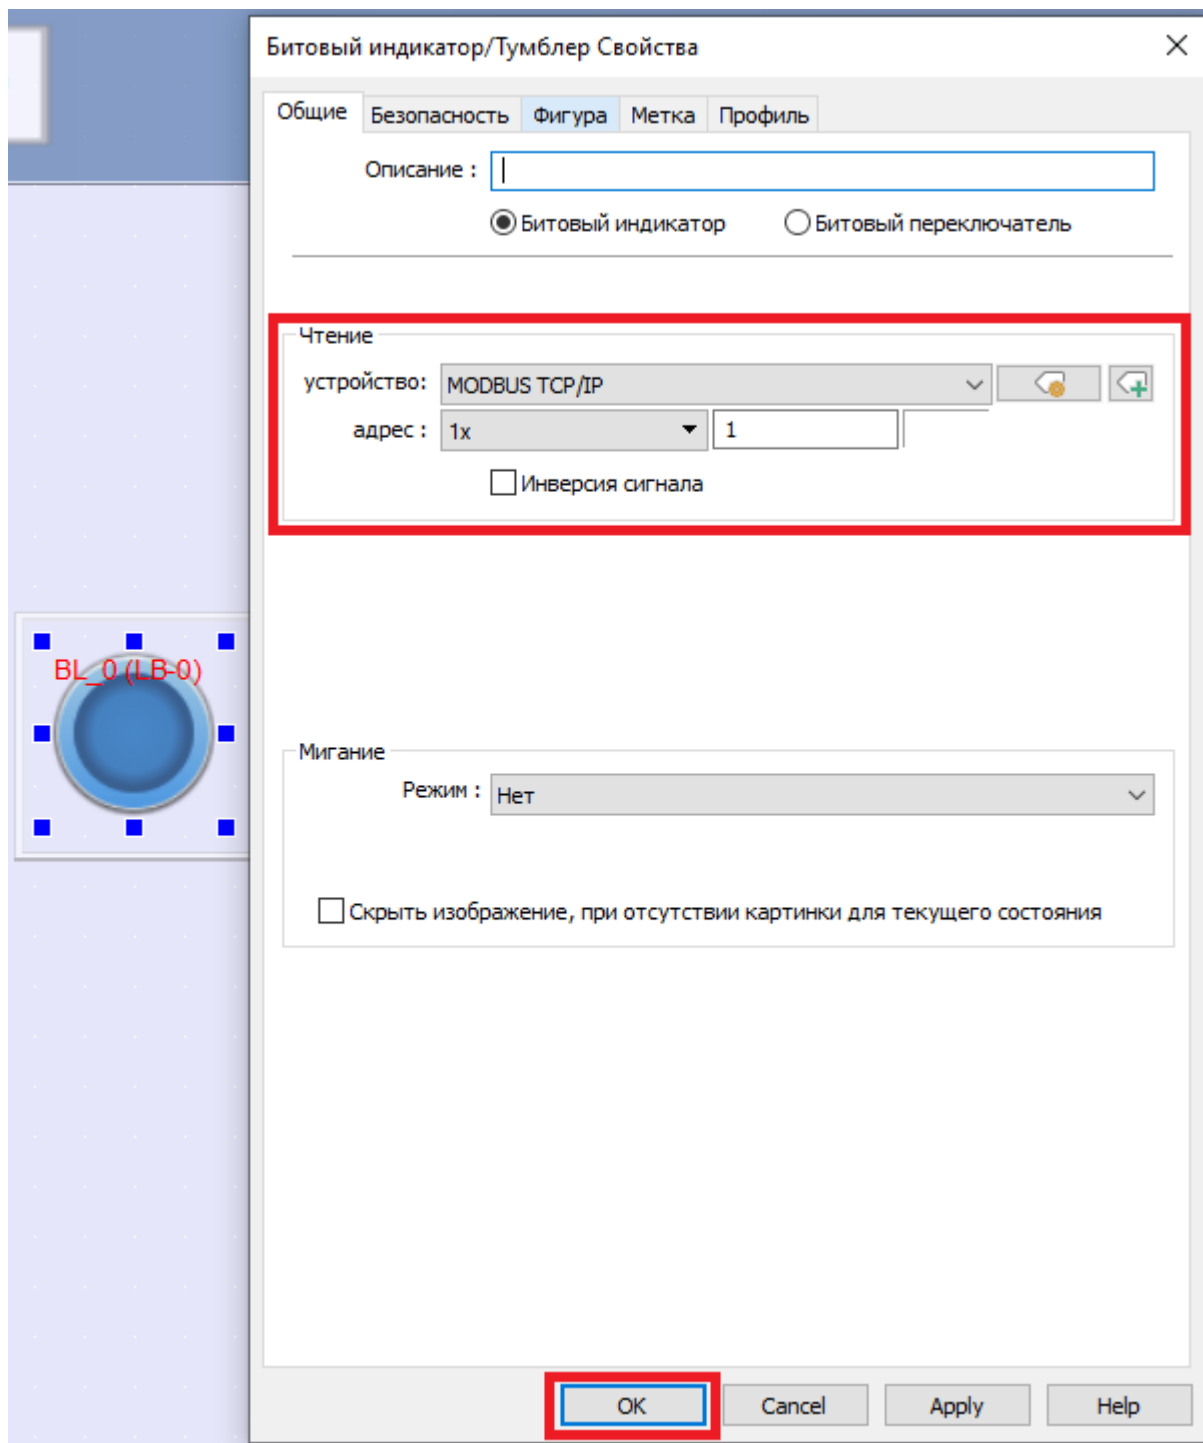 Битовый индикатор/Тумблер Свойства
Общие Безопасность Фигура Метка Профиль
Описание :
Битовый индикатор Битовый переключатель
Чтение
устройство: MODBUS TCP/IP
адрес : 1x 1
Инверсия сигнала
BL_0 (LB-0)
Мигание
Режим : Нет
Скрыть изображение, при отсутствии картинки для текущего состояния
OK Cancel Apply Help